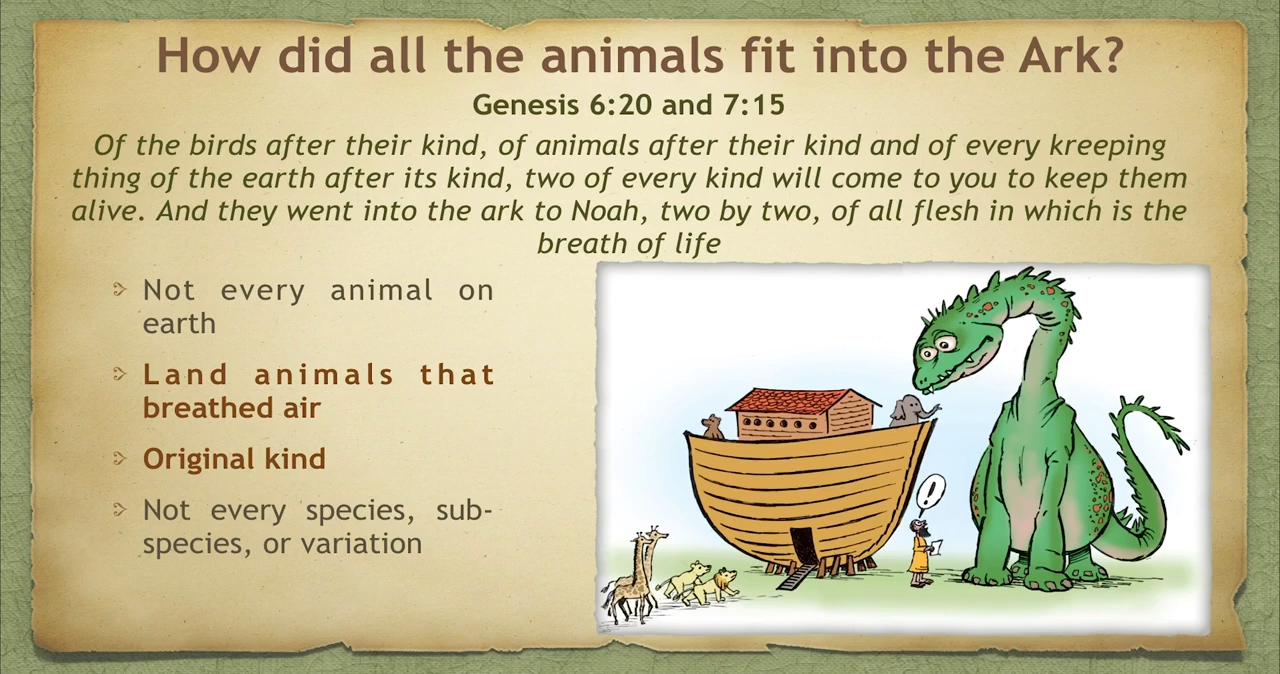 How did all the animals fit into the Ark?
Genesis 6:20 and 7:15
Of the birds after their kind, of animals after their kind and of every kreeping
thing of the earth after its kind, two of every kind will come to you to keep them
alive. And they went into the ark to Noah, two by two, of all flesh in which is the
breath of life
Not every animal on
earth
Land animals that
breathed air
Original kind
Not every species, sub-
species, or variation
!